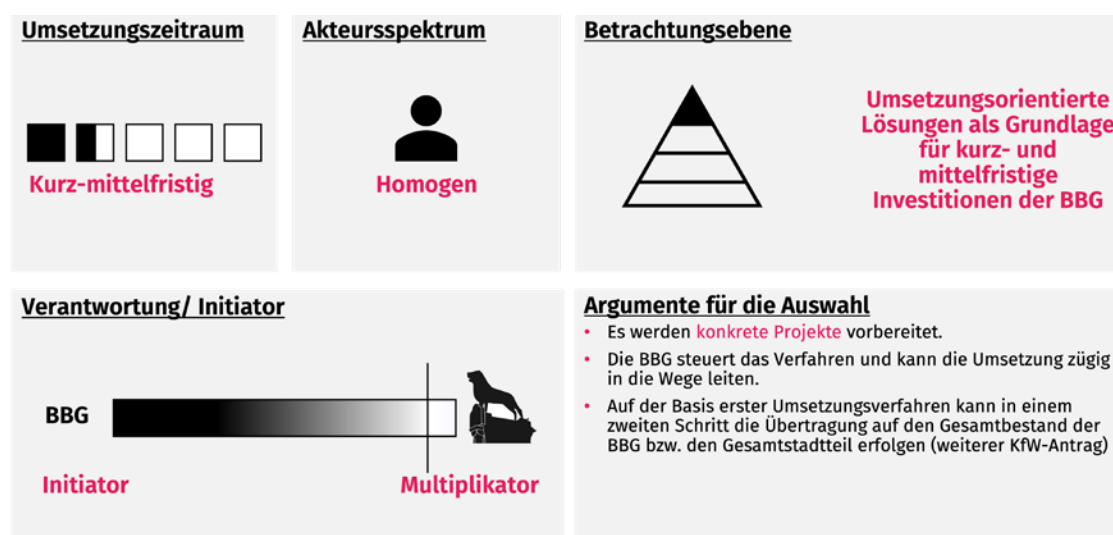 Umsetzungszeitraum
Kurz-mittelfristig
Akteursspektrum
Homogen
Betrachtungsebene
Umsetzungsorientierte
Lösungen als Grundlage
für kurz- und
mittelfristige
Investitionen der BBG
Verantwortung/ Initiator
BBG
Initiator
Multiplikator
Argumente für die Auswahl
• Es werden konkrete Projekte vorbereitet.
• Die BBG steuert das Verfahren und kann die Umsetzung zügig
in die Wege leiten.
• Auf der Basis erster Umsetzungsverfahren kann in einem
zweiten Schritt die Übertragung auf den Gesamtbestand der
BBG bzw. den Gesamtstadtteil erfolgen (weiterer KfW-Antrag)